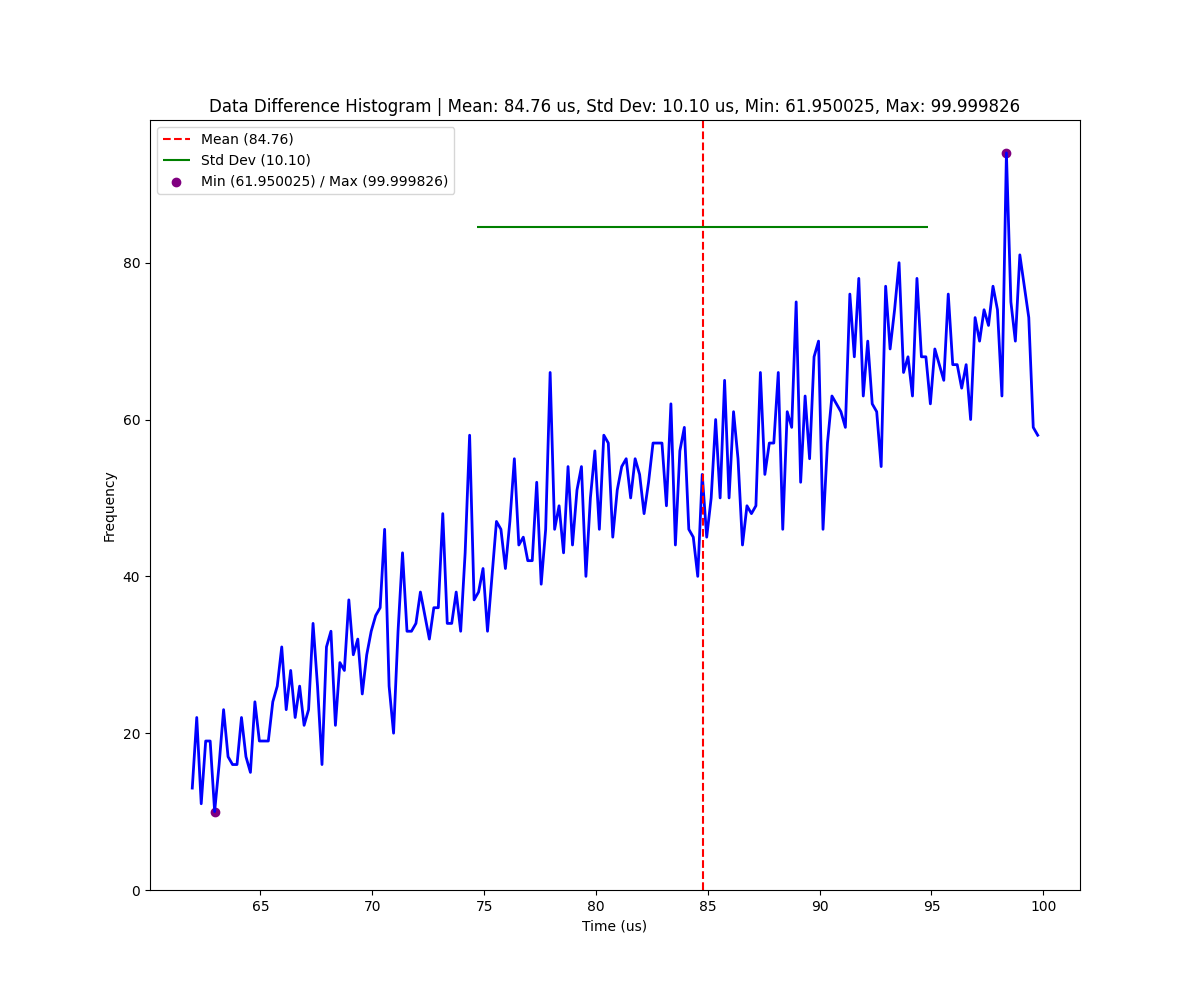 Data Difference Histogram | Mean: 84.76 us, Std Dev: 10.10 us, Min: 61.950025, Max: 99.999826
Mean (84.76)
Std Dev (10.10)
Min (61.950025) / Max (99.999826)
Frequency
80
60
40
20
0
65 70 75 80 85 90 95 100
Time (us)